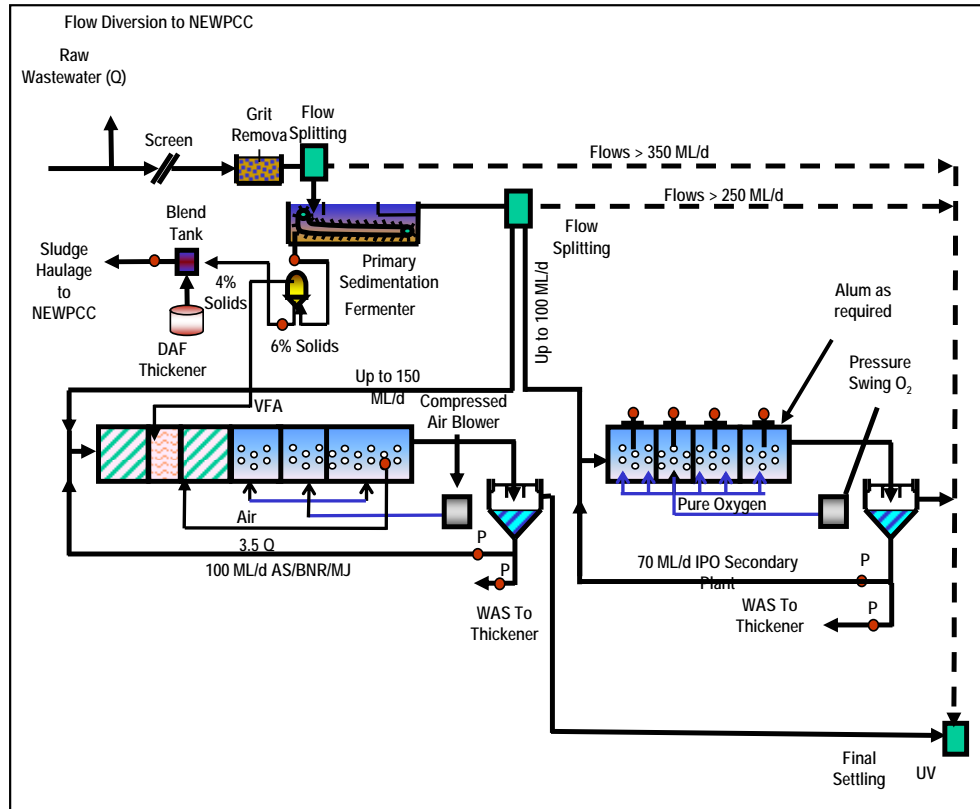 Flow Diversion to NEWPCC
Raw
Wastewater (Q)
Screen
Grit
Remova
Flow
Splitting
Flows > 350 ML/d
Flows > 250 ML/d
Flow
Splitting
Blend
Tank
Sludge
Haulage
to
NEWPCC
4%
Solids
Primary
Sedimentation
Fermenter
DAF
Thickener
6% Solids
Up to 100 ML/d
Alum as
required
Pressure
Swing O₂
Up to 150
ML/d
VFA
Compressed
Air Blower
Air
Pure Oxygen
3.5 Q
100 ML/d AS/BNR/MJ
P
P
WAS To
Thickener
70 ML/d IPO Secondary
Plant
P
P
WAS To
Thickener
Final
Settling
UV